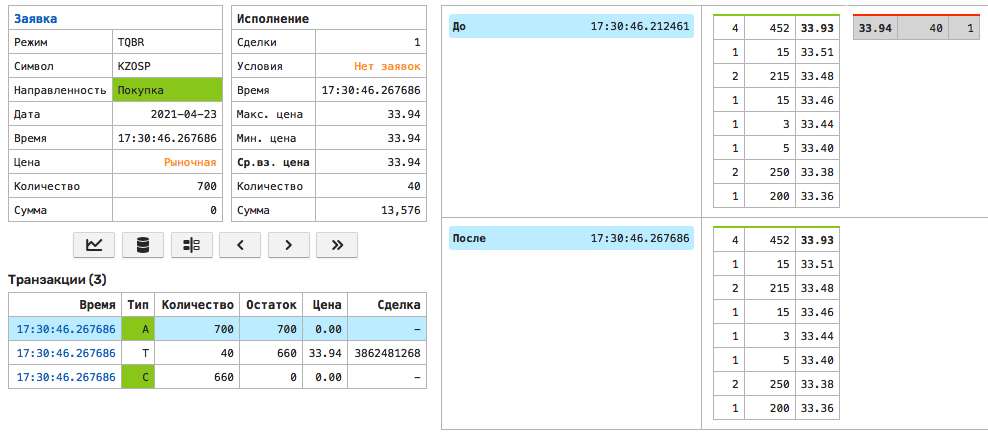 Заявка
Режим TQBR
Символ KZOSP
Направленность Покупка
Дата 2021-04-23
Время 17:30:46.267686
Цена Рыночная
Количество 700
Сумма 0
Исполнение
Сделки 1
Условия Нет заявок
Время 17:30:46.267686
Макс. цена 33.94
Мин. цена 33.94
Ср.вз. цена 33.94
Количество 40
Сумма 13,576
Транзакции (3)
Время Тип Количество Остаток Цена Сделка
17:30:46.267686 A 700 700 0.00 –
17:30:46.267686 T 40 660 33.94 3862481268
17:30:46.267686 C 660 0 0.00 –
До 17:30:46.212461
4 452 33.93
1 15 33.51
2 215 33.48
1 15 33.46
1 3 33.44
1 5 33.40
2 250 33.38
1 200 33.36
33.94 40 1
После 17:30:46.267686
4 452 33.93
1 15 33.51
2 215 33.48
1 15 33.46
1 3 33.44
1 5 33.40
2 250 33.38
1 200 33.36